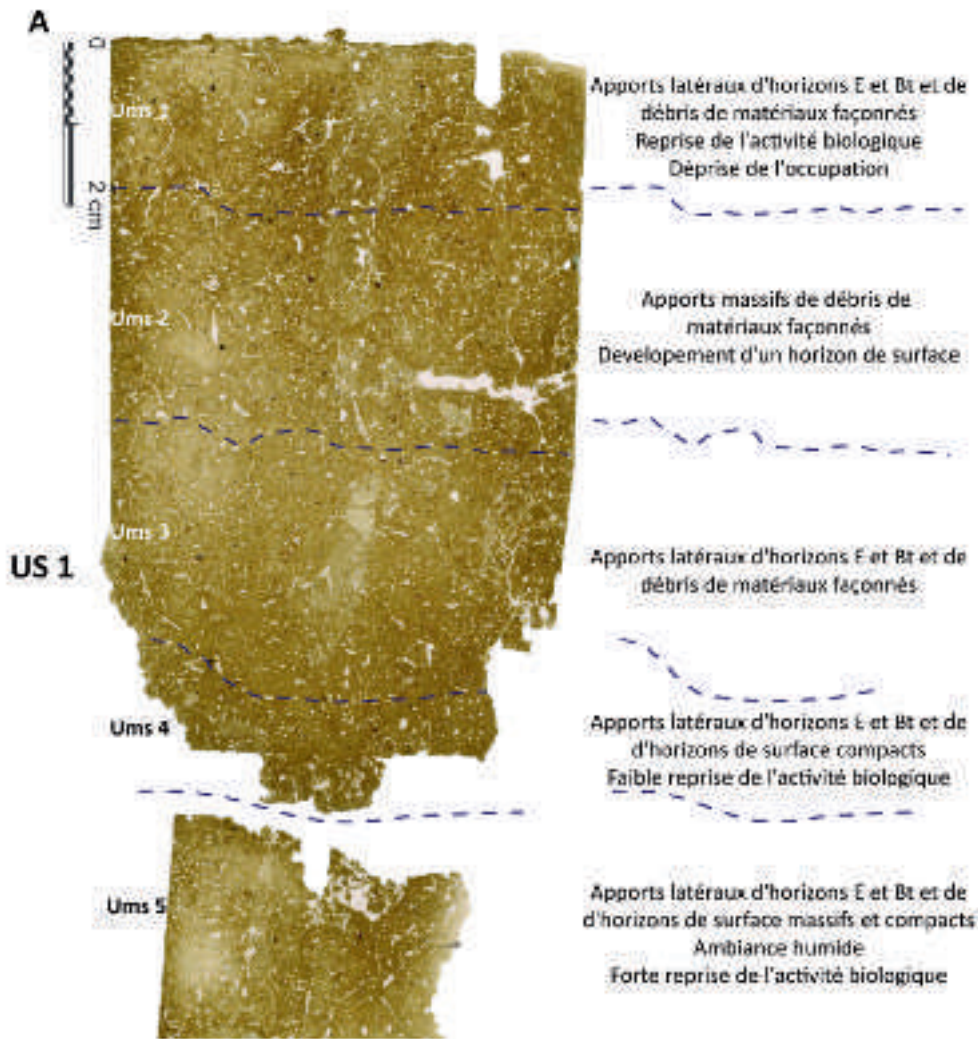 A
0
2 cm
Ums 1
Apports latéraux d'horizons E et Bt et de
débris de matériaux façonnés
Reprise de l'activité biologique
Déprise de l'occupation
Ums 2
Apports massifs de débris de
matériaux façonnés
Developement d'un horizon de surface
Ums 3
US 1
Apports latéraux d'horizons E et Bt et de
débris de matériaux façonnés
Ums 4
Apports latéraux d'horizons E et Bt et de
d'horizons de surface compacts
Faible reprise de l'activité biologique
Ums 5
Apports latéraux d'horizons E et Bt et de
d'horizons de surface massifs et compacts
Ambiance humide
Forte reprise de l'activité biologique